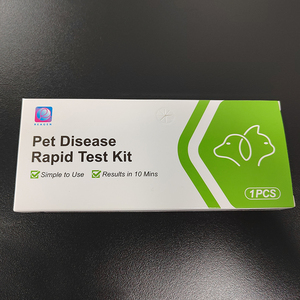 Pet Disease
Rapid Test Kit
Simple to Use Results in 10 Mins
1PCS